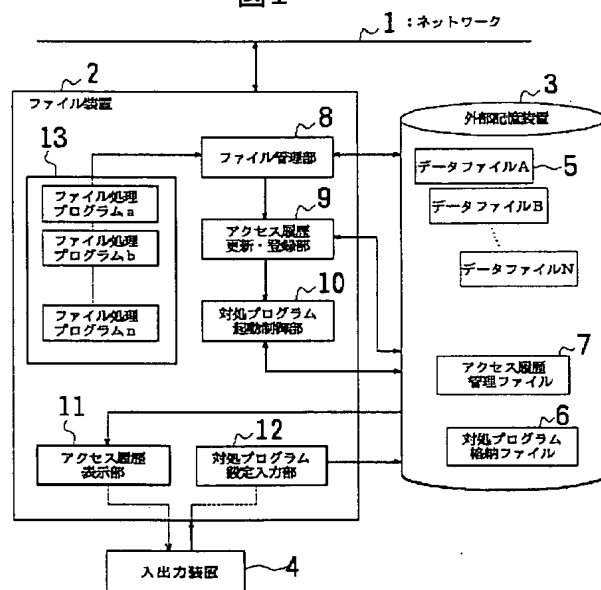 図1
1:ネットワーク
2
ファイル装置
3
外部記憶装置
13
8
ファイル管理部
データファイルA
5
ファイル処理
プログラムa
データファイルB
9
ファイル処理
プログラムb
アクセス履歴
更新・登録部
データファイルN
10
ファイル処理
プログラムn
対処プログラム
起動制御部
7
アクセス履歴
管理ファイル
11
12
6
アクセス履歴
表示部
対処プログラム
設定入力部
対処プログラム
格納ファイル
入出力装置
4